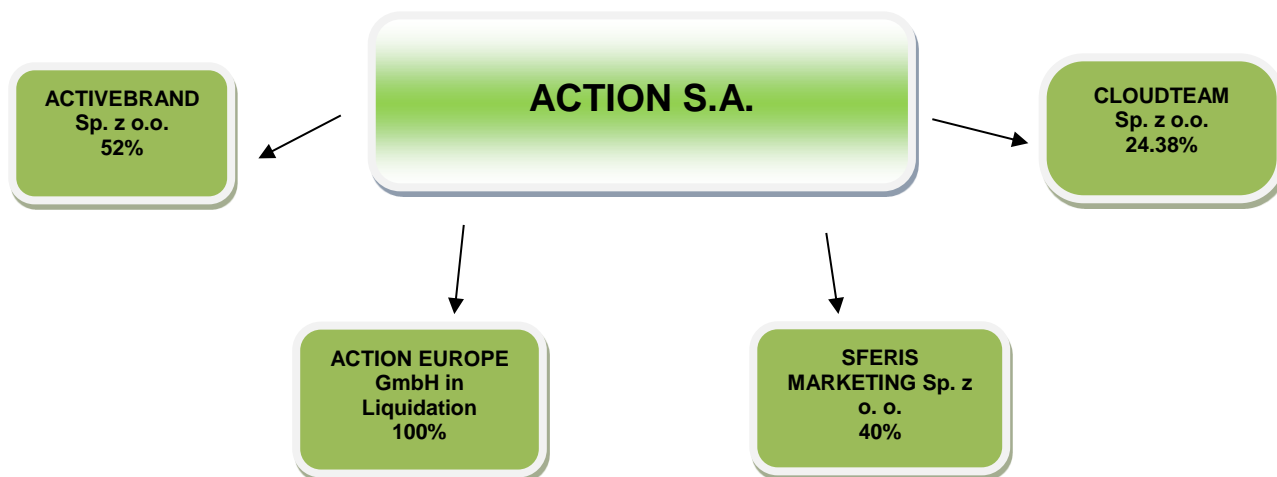 ACTION S.A.
ACTIVEBRAND
Sp. z o.o.
52%
CLOUDTEAM
Sp. z o.o.
24.38%
ACTION EUROPE
GmbH in
Liquidation
100%
SFERIS
MARKETING Sp. z
o. o.
40%